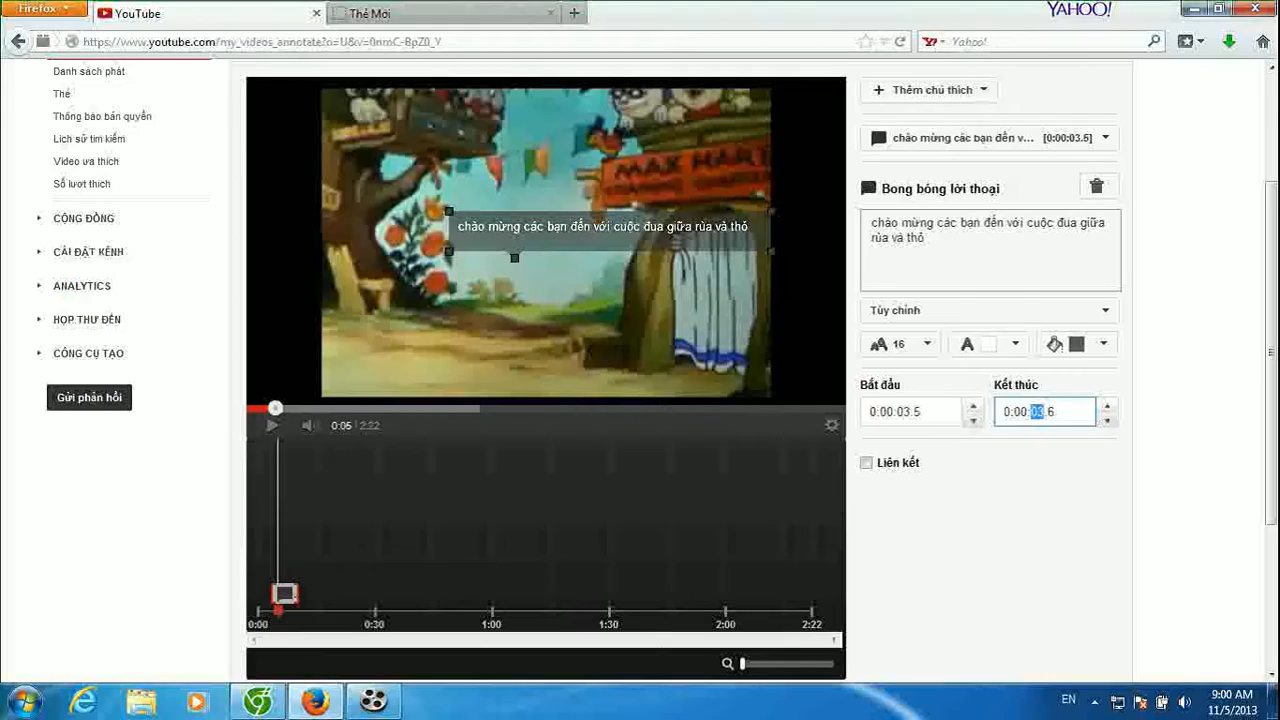 Firefox
YouTube
Thẻ Mới
YAHOO!
https://www.youtube.com/my_videos_annotate?o=U&v=
Yahoo!
Danh sách phát
Thẻ
Thông báo bản quyền
Lịch sử tìm kiếm
Video ưa thích
Số lượt thích
CỘNG ĐỒNG
CÀI ĐẶT KÊNH
ANALYTICS
HỘP THƯ ĐẾN
CÔNG CỤ TẠO
Gửi phản hồi
MAX HART
chào mừng các bạn đến với cuộc đua giữa rùa và thỏ
0:05 / 2:22
0:00 0:30 1:00 1:30 2:00 2:22
Thêm chú thích
chào mừng các bạn đến v... [0:00:03.5]
Bong bóng lời thoại
chào mừng các bạn đến với cuộc đua giữa
rùa và thỏ
Tùy chỉnh
AA 16 A
Bắt đầu Kết thúc
0:00:03.5 0:00:03.6
Liên kết
EN
9:00 AM
11/5/2013